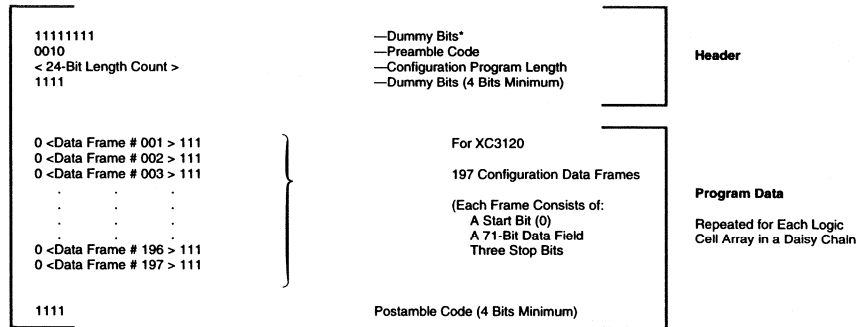 11111111 —Dummy Bits*
0010 —Preamble Code
< 24-Bit Length Count > —Configuration Program Length
1111 —Dummy Bits (4 Bits Minimum)
Header
0 <Data Frame # 001 > 111 For XC3120
0 <Data Frame # 002 > 111
0 <Data Frame # 003 > 111 197 Configuration Data Frames
. . .
. . . (Each Frame Consists of:
. . . A Start Bit (0)
. . . A 71-Bit Data Field
0 <Data Frame # 196 > 111 Three Stop Bits
0 <Data Frame # 197 > 111
Program Data
Repeated for Each Logic
Cell Array in a Daisy Chain
1111 Postamble Code (4 Bits Minimum)